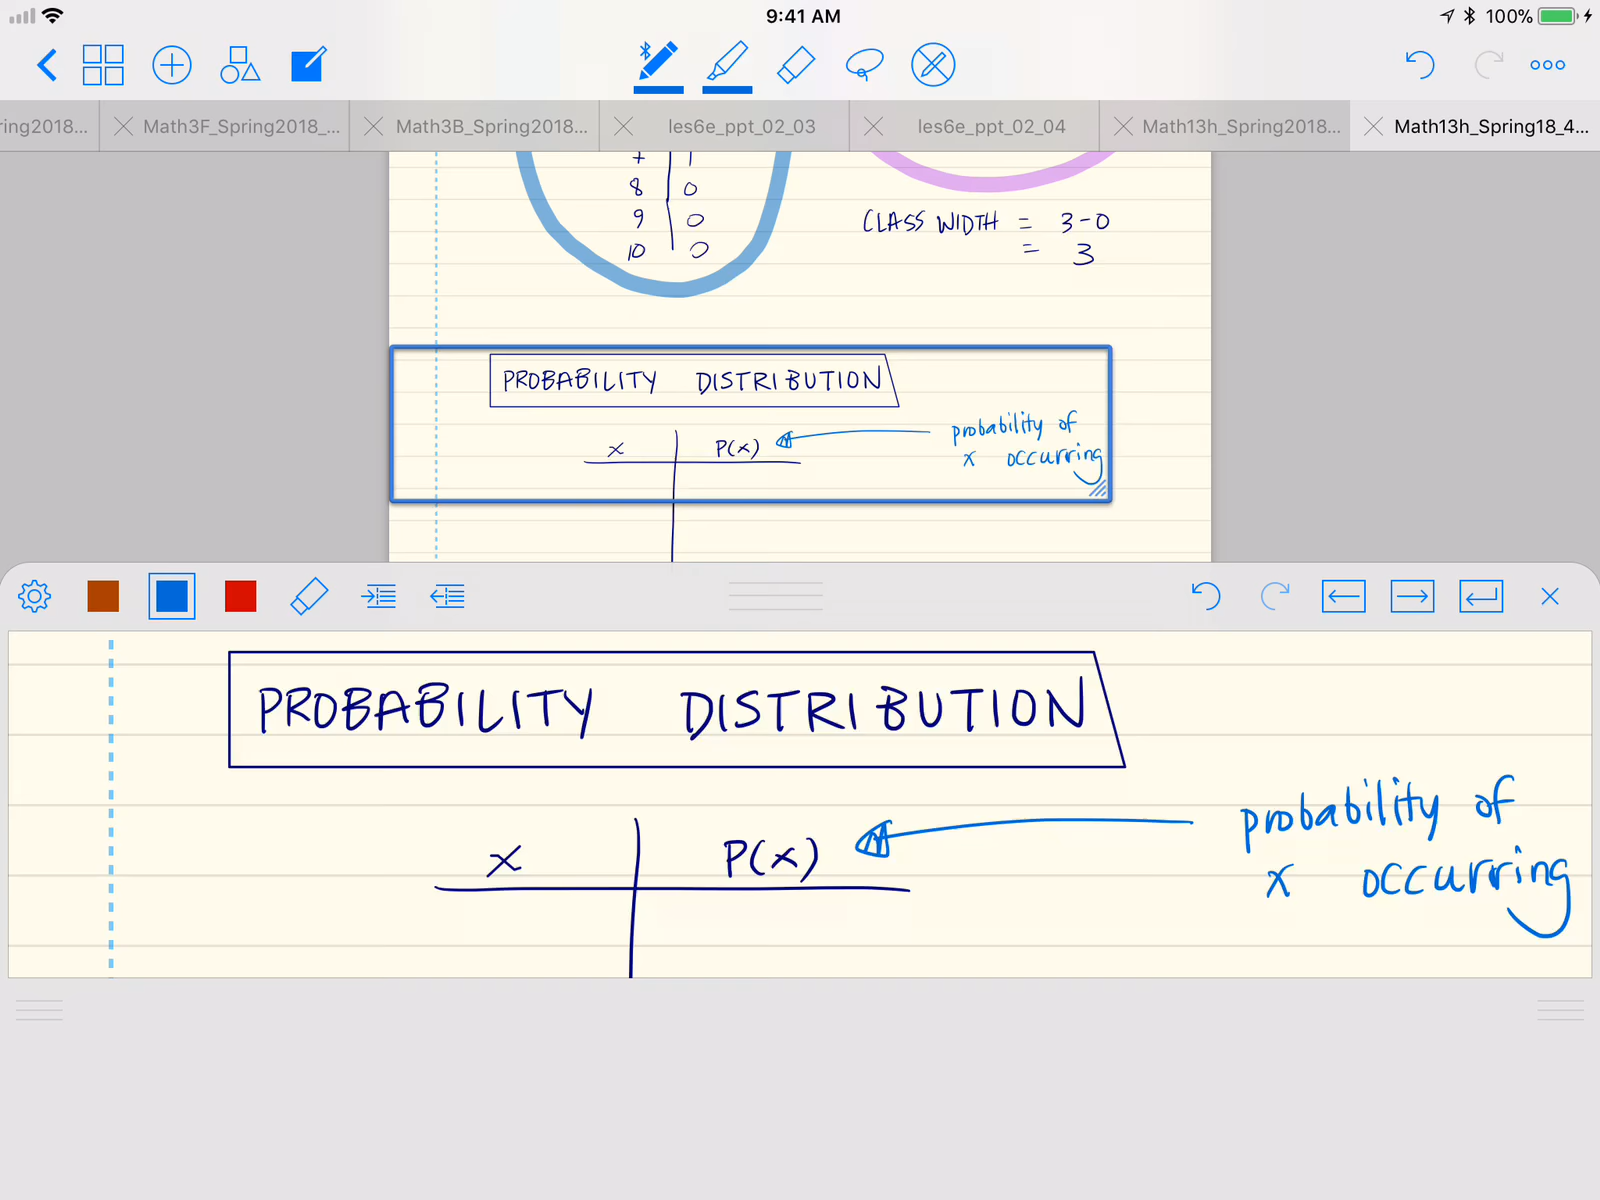 9:41 AM
100%
ring2018...
Math3F_Spring2018_...
Math3B_Spring2018...
les6e_ppt_02_03
les6e_ppt_02_04
Math13h_Spring2018...
Math13h_Spring18_4...
1
8 0
9 0
10 0
CLASS WIDTH = 3-0
= 3
PROBABILITY DISTRIBUTION
x P(x)
probability of
x occurring
PROBABILITY DISTRIBUTION
x P(x)
probability of
x occurring